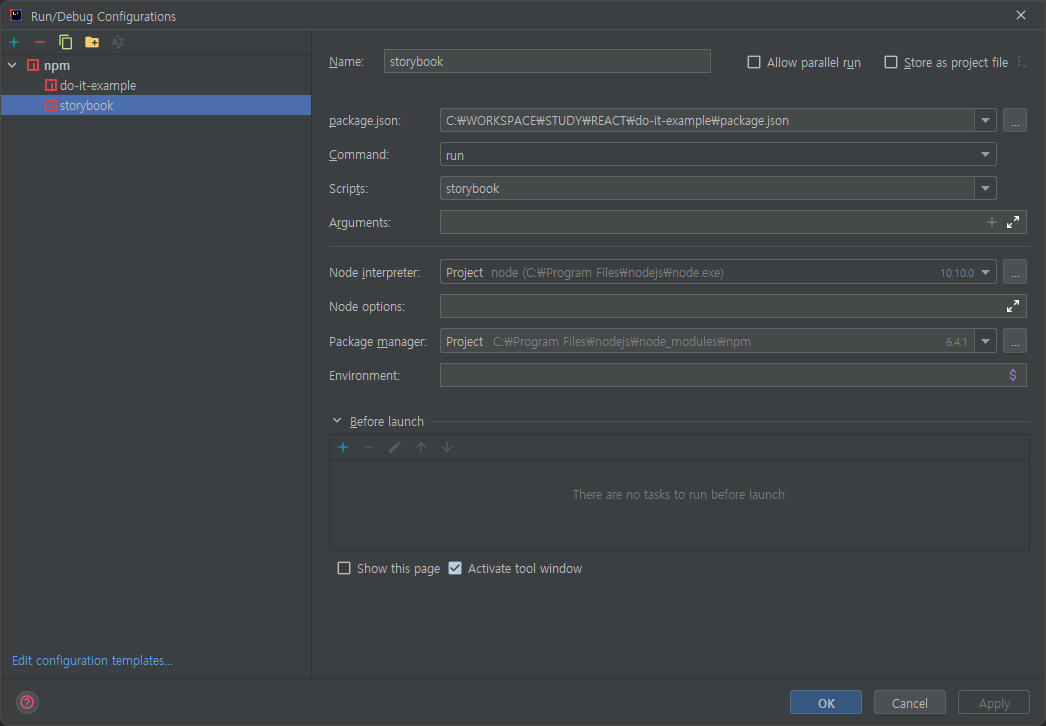 Run/Debug Configurations
npm
do-it-example
storybook
Edit configuration templates...
Name: storybook Allow parallel run Store as project file
package.json: C:₩WORKSPACE₩STUDY₩REACT₩do-it-example₩package.json ...
Command: run
Scripts: storybook
Arguments:
Node interpreter: Project node (C:₩Program Files₩nodejs₩node.exe) 10.10.0 ...
Node options:
Package manager: Project C:₩Program Files₩nodejs₩node_modules₩npm 6.4.1 ...
Environment: $
Before launch
There are no tasks to run before launch
Show this page Activate tool window
? OK Cancel Apply